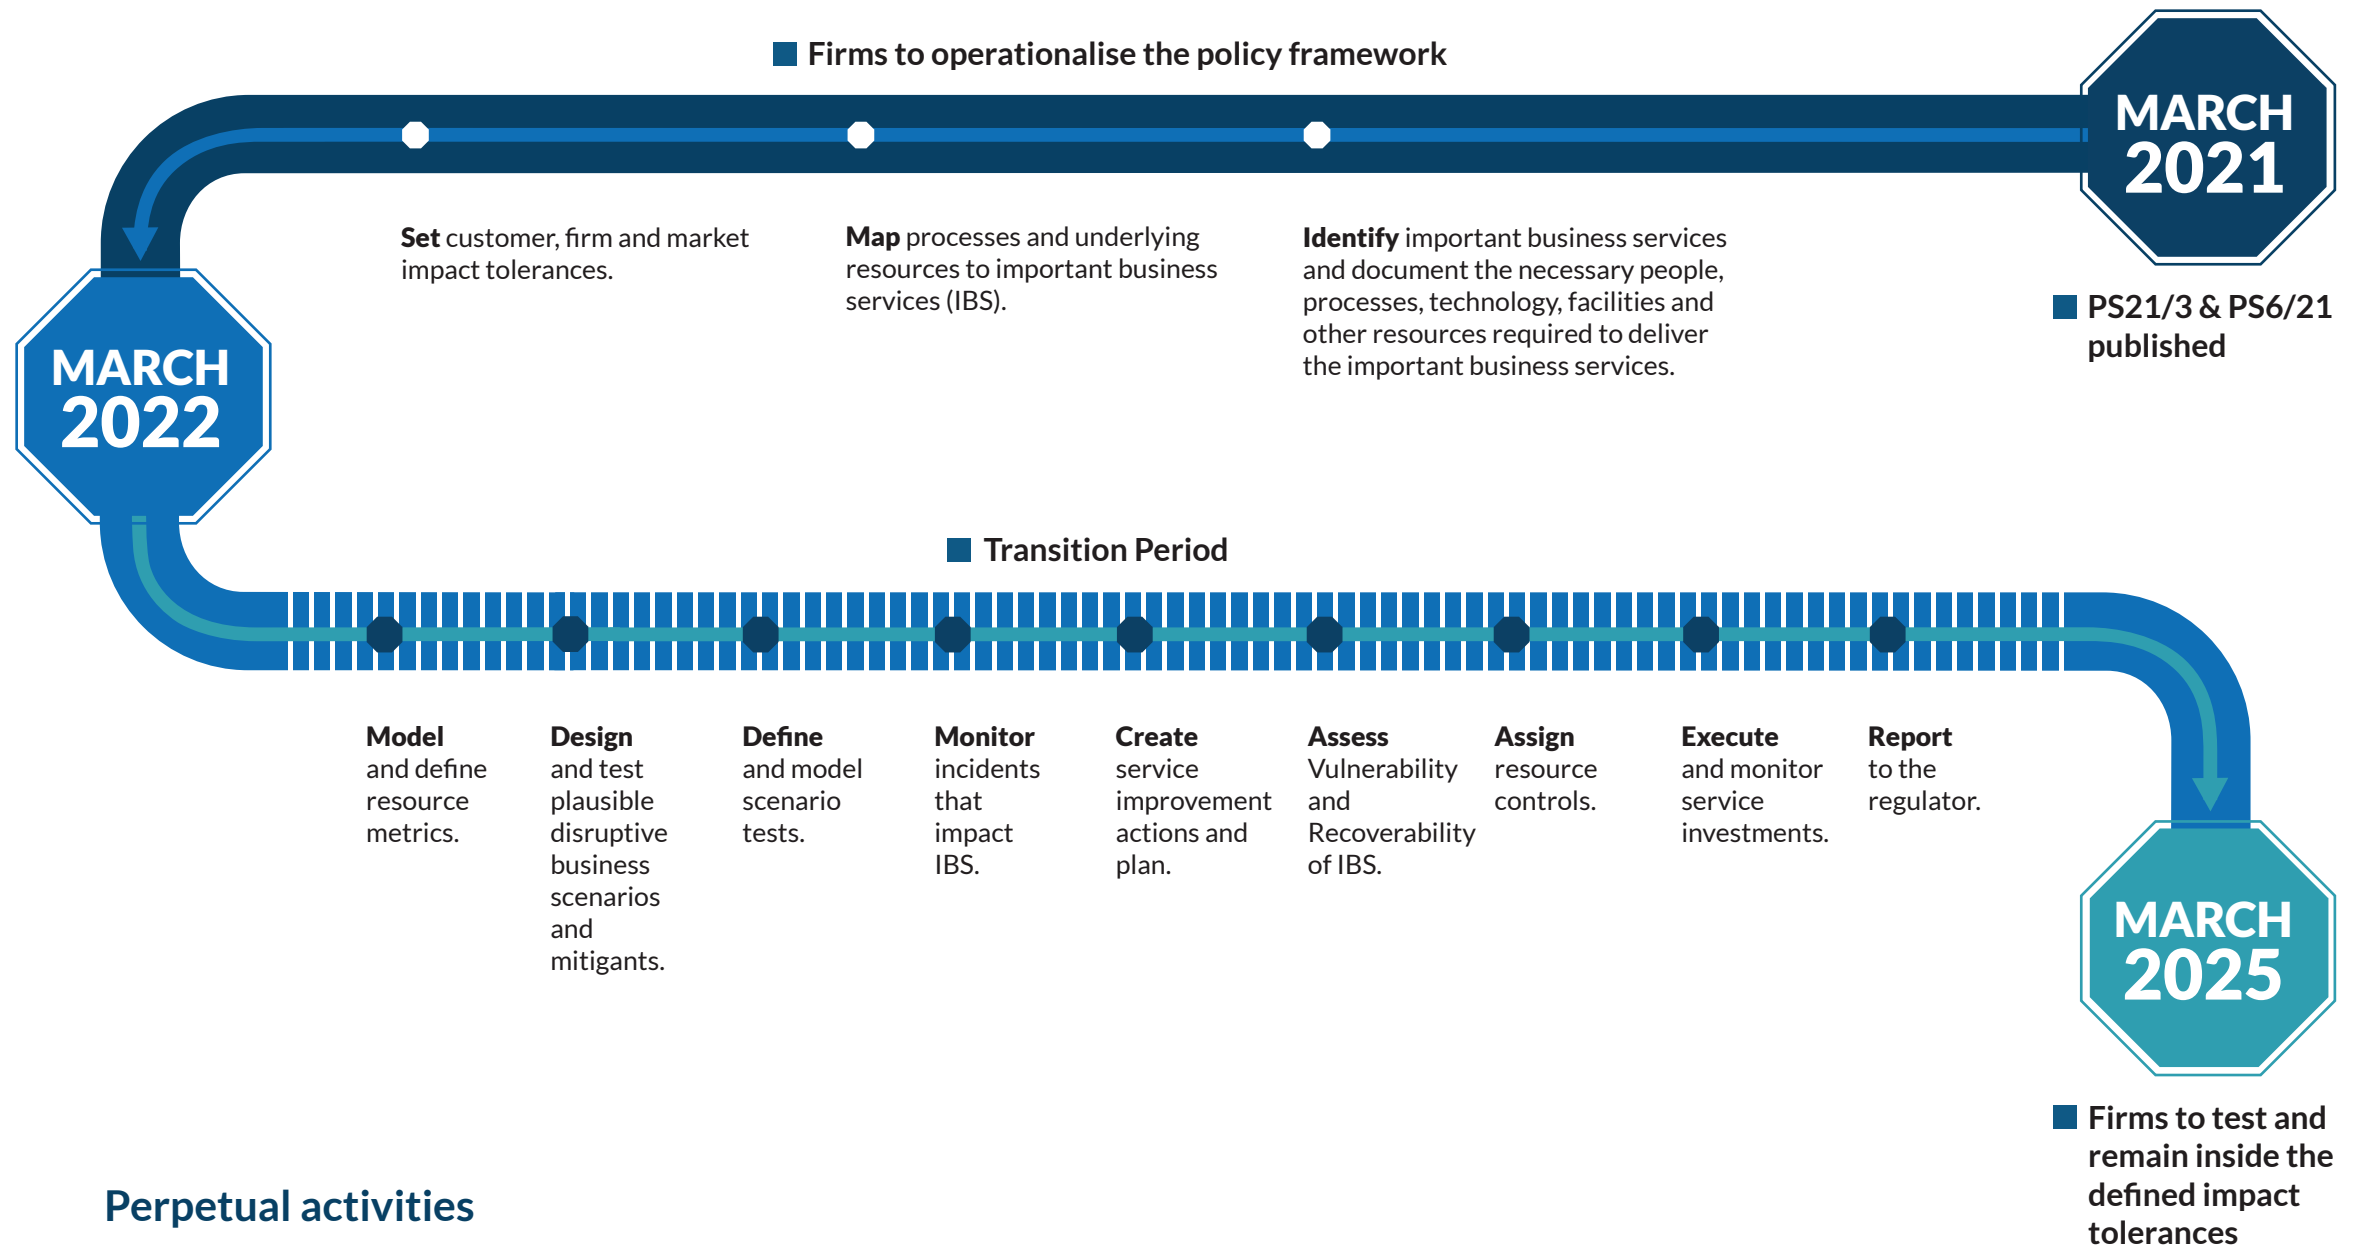 Firms to operationalise the policy framework
MARCH
2021
Set customer, firm and market
impact tolerances.
Map processes and underlying
resources to important business
services (IBS).
Identify important business services
and document the necessary people,
processes, technology, facilities and
other resources required to deliver
the important business services.
PS21/3 & PS6/21
published
MARCH
2022
Transition Period
Model
and define
resource
metrics.
Design
and test
plausible
disruptive
business
scenarios
and
mitigants.
Define
and model
scenario
tests.
Monitor
incidents
that
impact
IBS.
Create
service
improvement
actions and
plan.
Assess
Vulnerability
and
Recoverability
of IBS.
Assign
resource
controls.
Execute
and monitor
service
investments.
Report
to the
regulator.
MARCH
2025
Firms to test and
remain inside the
defined impact
tolerances
Perpetual activities